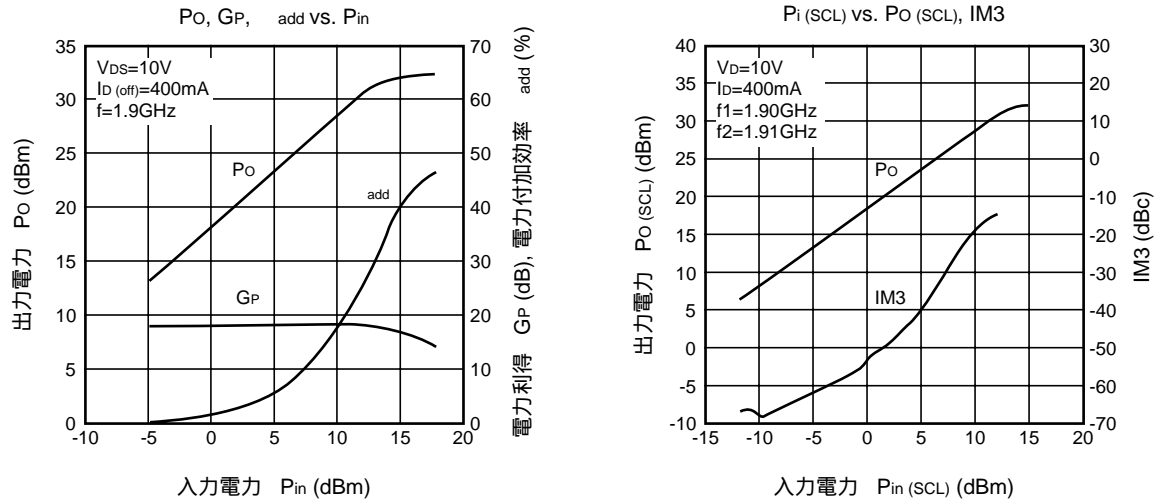 PO, GP, add vs. Pin
VDS=10V
ID (off)=400mA
f=1.9GHz
PO
add
GP
35
30
25
20
15
10
5
0
70
60
50
40
30
20
10
0
-10
-5
0
5
10
15
20
出力電力 PO (dBm)
電力利得 GP (dB), 電力付加効率 add (%)
入力電力 Pin (dBm)
Pi (SCL) vs. PO (SCL), IM3
VD=10V
ID=400mA
f1=1.90GHz
f2=1.91GHz
PO
IM3
40
35
30
25
20
15
10
5
0
-5
-10
30
20
10
0
-10
-20
-30
-40
-50
-60
-70
-15
-10
-5
0
5
10
15
20
出力電力 PO (SCL) (dBm)
IM3 (dBc)
入力電力 Pin (SCL) (dBm)